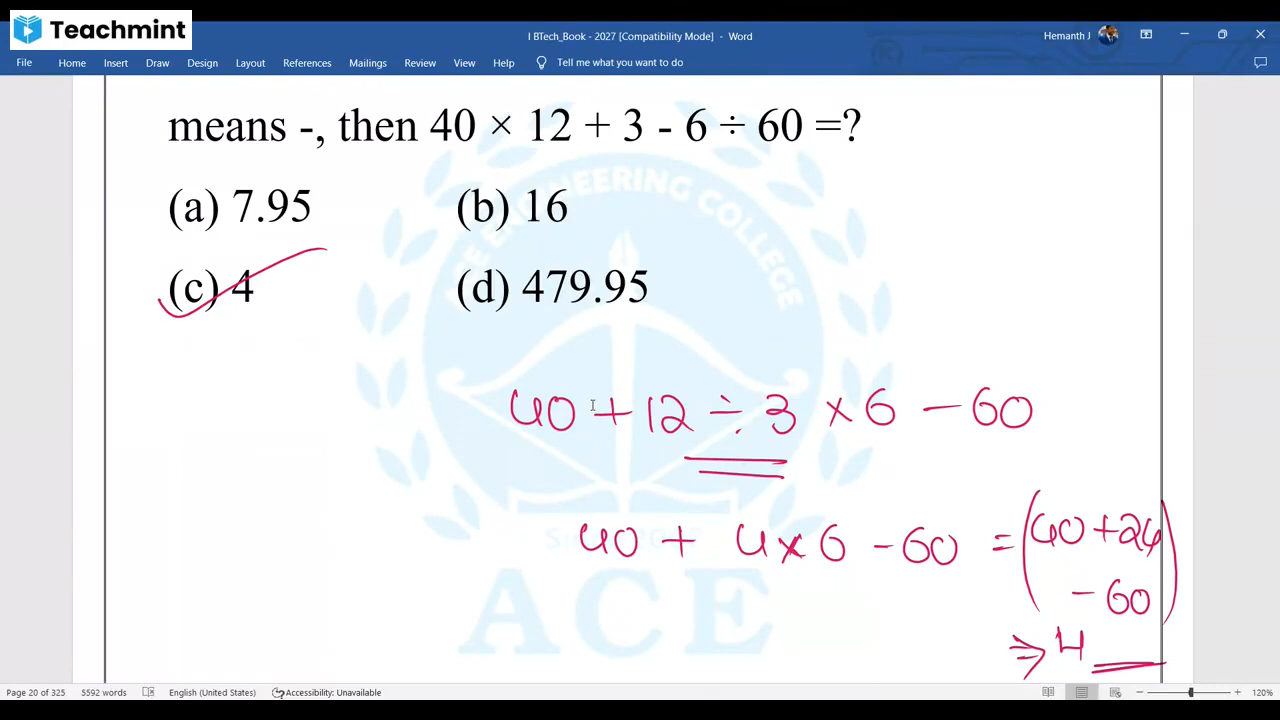 Teachmint
I BTech_Book - 2027 [Compatibility Mode] - Word
Hemanth J
File Home Insert Draw Design Layout References Mailings Review View Help Tell me what you want to do
means -, then 40 × 12 + 3 - 6 ÷ 60 =?
(a) 7.95 (b) 16
(c) 4 (d) 479.95
ENGINEERING COLLEGE
40 + 12 ÷ 3 × 6 - 60
40 + 4 × 6 - 60 = (40 + 24
- 60)
⇒ 4
ACE
Page 20 of 325 5592 words English (United States) Accessibility: Unavailable 120%